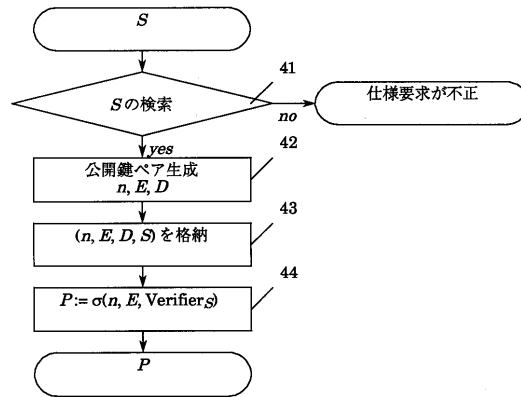 S
41
Sの検索
仕様要求が不正
no
yes
42
公開鍵ペア生成
n, E, D
43
(n, E, D, S)を格納
44
P := σ(n, E, VerifierS)
P